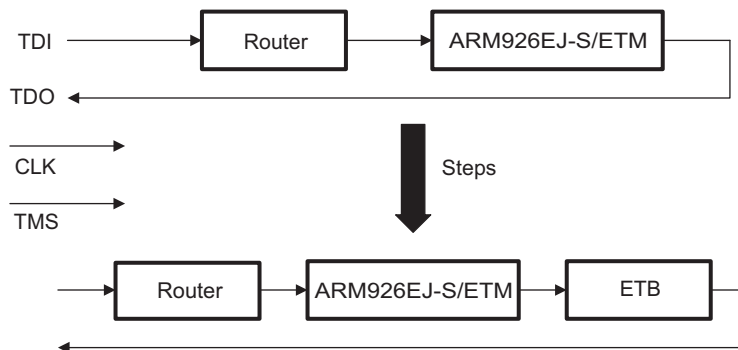 TDI
Router
ARM926EJ-S/ETM
TDO
CLK
Steps
TMS
Router
ARM926EJ-S/ETM
ETB